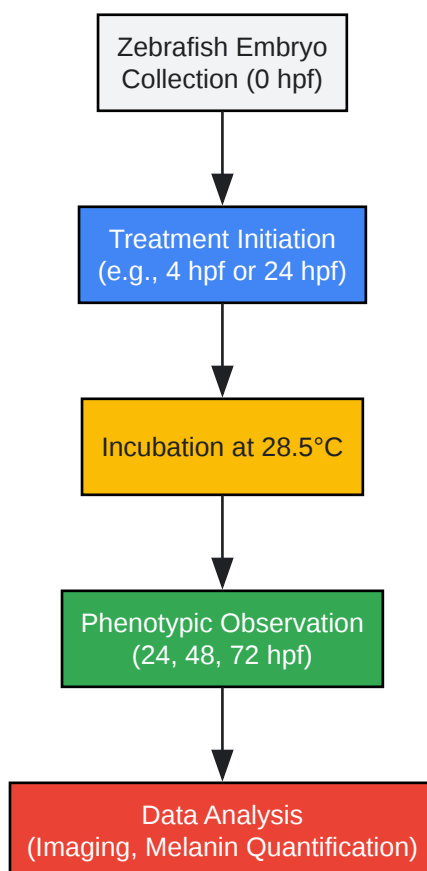 Zebrafish Embryo
Collection (0 hpf)
Treatment Initiation
(e.g., 4 hpf or 24 hpf)
Incubation at 28.5°C
Phenotypic Observation
(24, 48, 72 hpf)
Data Analysis
(Imaging, Melanin Quantification)